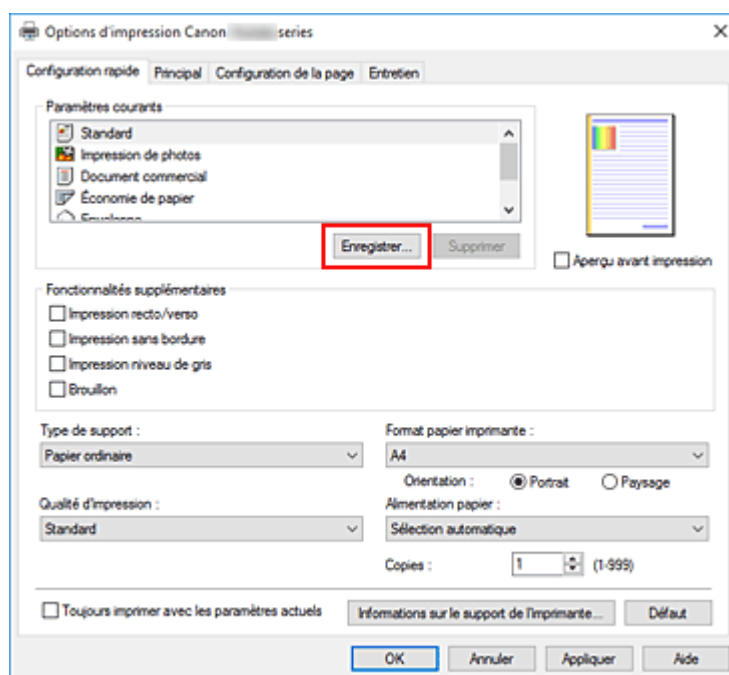 Options d'impression Canon series
Configuration rapide Principal Configuration de la page Entretien
Paramètres courants
Standard
Impression de photos
Document commercial
Économie de papier
Enregistrer... Supprimer
Aperçu avant impression
Fonctionnalités supplémentaires
Impression recto/verso
Impression sans bordure
Impression niveau de gris
Brouillon
Type de support :
Papier ordinaire
Format papier imprimante :
A4
Orientation : Portrait Paysage
Qualité d'impression :
Standard
Alimentation papier :
Sélection automatique
Copies : 1 (1-999)
Toujours imprimer avec les paramètres actuels Informations sur le support de l'imprimante... Défaut
OK Annuler Appliquer Aide